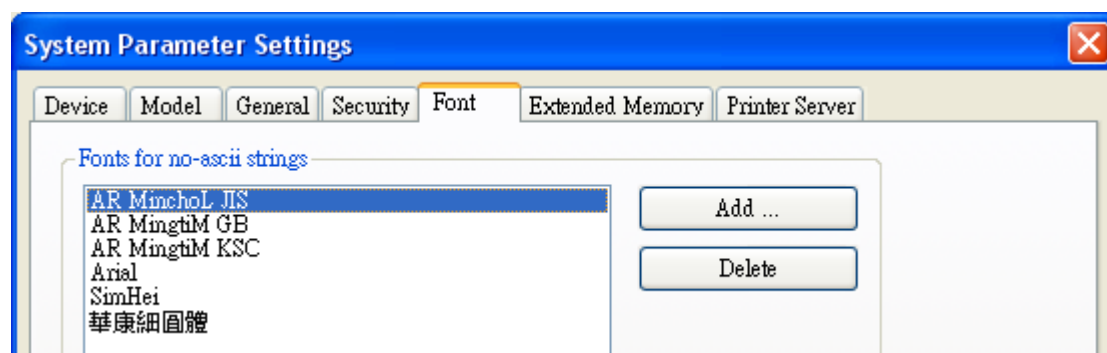 System Parameter Settings
Device Model General Security Font Extended Memory Printer Server
Fonts for no-ascii strings
AR MinchoL JIS
AR MingtiM GB
AR MingtiM KSC
Arial
SimHei
華康細圓體
Add ...
Delete